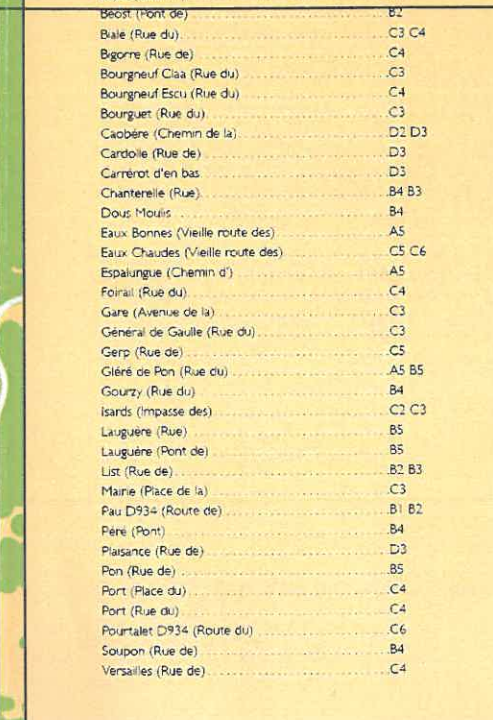 Béost (Pont de) B2
Biale (Rue du) C3 C4
Bigorre (Rue de) C4
Bourgneuf Claa (Rue du) C3
Bourgneuf Escu (Rue du) C4
Bourguet (Rue du) C3
Caobère (Chemin de la) D2 D3
Cardolle (Rue de) D3
Carrérot d'en bas D3
Chanterelle (Rue) B4 B3
Dous Moulis B4
Eaux Bonnes (Vieille route des) A5
Eaux Chaudes (Vieille route des) C5 C6
Espalungue (Chemin d') A5
Foirail (Rue du) C4
Gare (Avenue de la) C3
Général de Gaulle (Rue du) C3
Gerp (Rue de) C5
Gléré de Pon (Rue du) A5 B5
Gourzy (Rue du) B4
Isards (Impasse des) C2 C3
Lauguère (Rue) B5
Lauguère (Pont de) B5
List (Rue de) B2 B3
Mairie (Place de la) C3
Pau D934 (Route de) B1 B2
Péré (Pont) B4
Plaisance (Rue de) D3
Pon (Rue de) B5
Port (Place du) C4
Port (Rue du) C4
Pourtalet D934 (Route du) C6
Soupon (Rue de) B4
Versailles (Rue de) C4